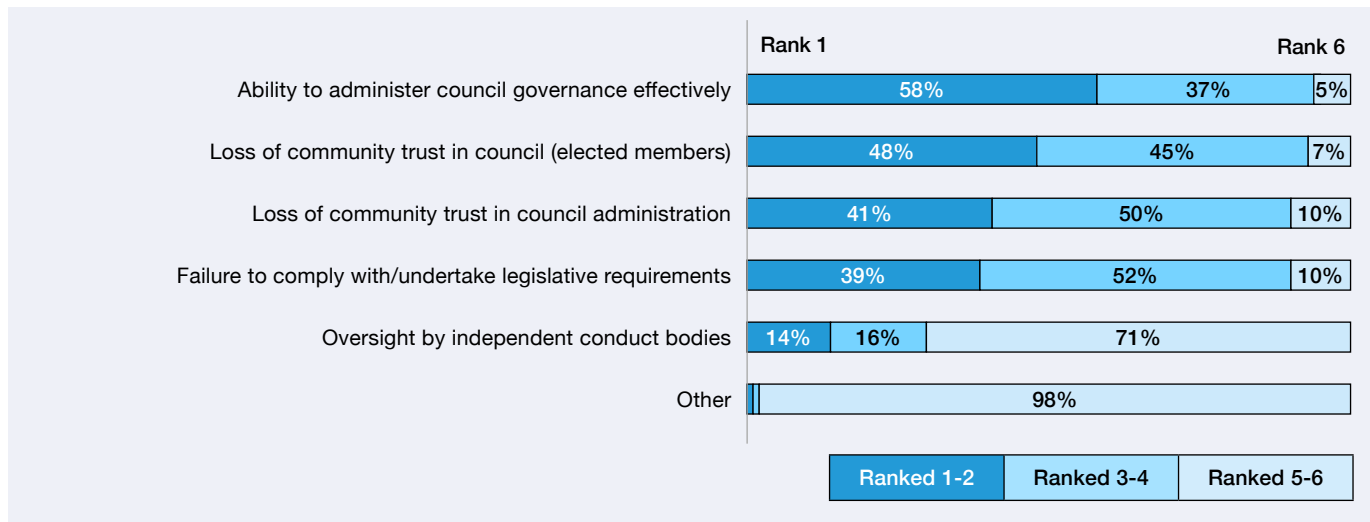 Rank 1 Rank 6
Ability to administer council governance effectively 58% 37% 5%
Loss of community trust in council (elected members) 48% 45% 7%
Loss of community trust in council administration 41% 50% 10%
Failure to comply with/undertake legislative requirements 39% 52% 10%
Oversight by independent conduct bodies 14% 16% 71%
Other 98%
Ranked 1-2 Ranked 3-4 Ranked 5-6